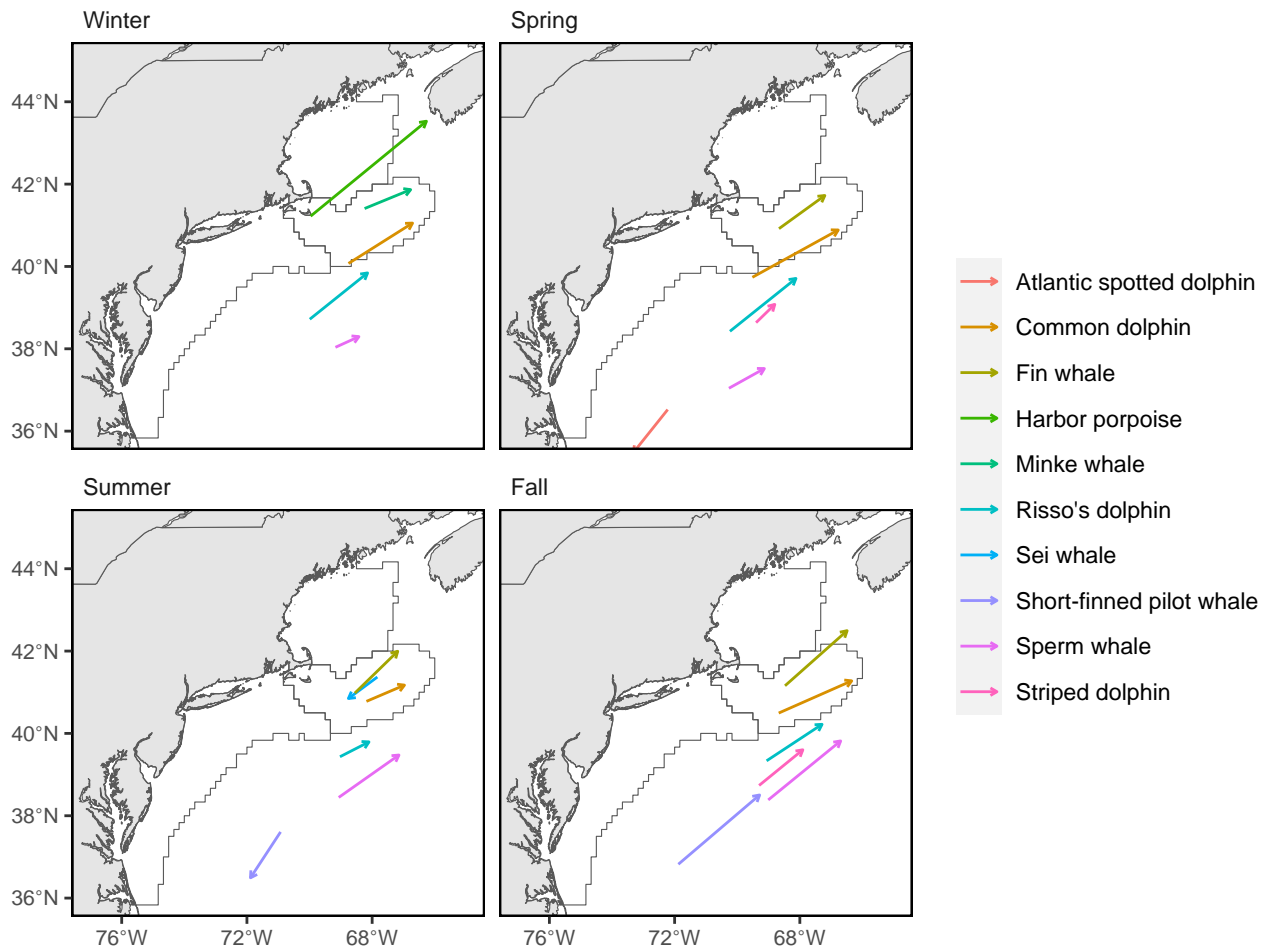 Winter
Spring
44°N
42°N
40°N
38°N
36°N
Summer
Fall
44°N
42°N
40°N
38°N
36°N
76°W
72°W
68°W
76°W
72°W
68°W
Atlantic spotted dolphin
Common dolphin
Fin whale
Harbor porpoise
Minke whale
Risso's dolphin
Sei whale
Short-finned pilot whale
Sperm whale
Striped dolphin